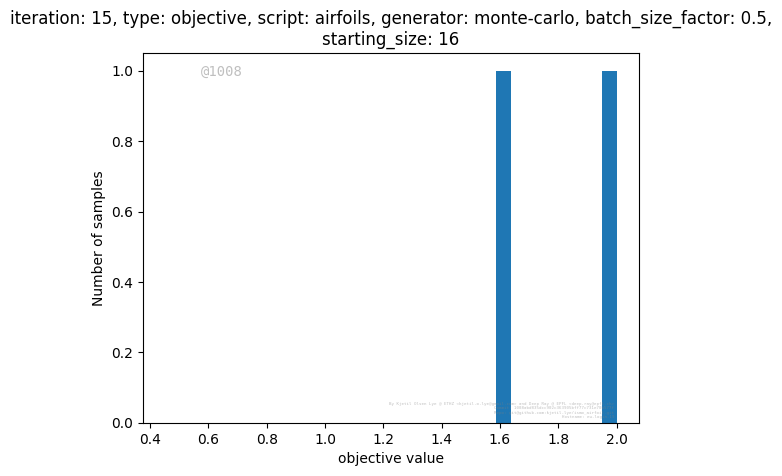 iteration: 15, type: objective, script: airfoils, generator: monte-carlo, batch_size_factor: 0.5,
starting_size: 16
@1008
1.0
0.8
0.6
0.4
0.2
0.0
Number of samples
0.4 0.6 0.8 1.0 1.2 1.4 1.6 1.8 2.0
objective value